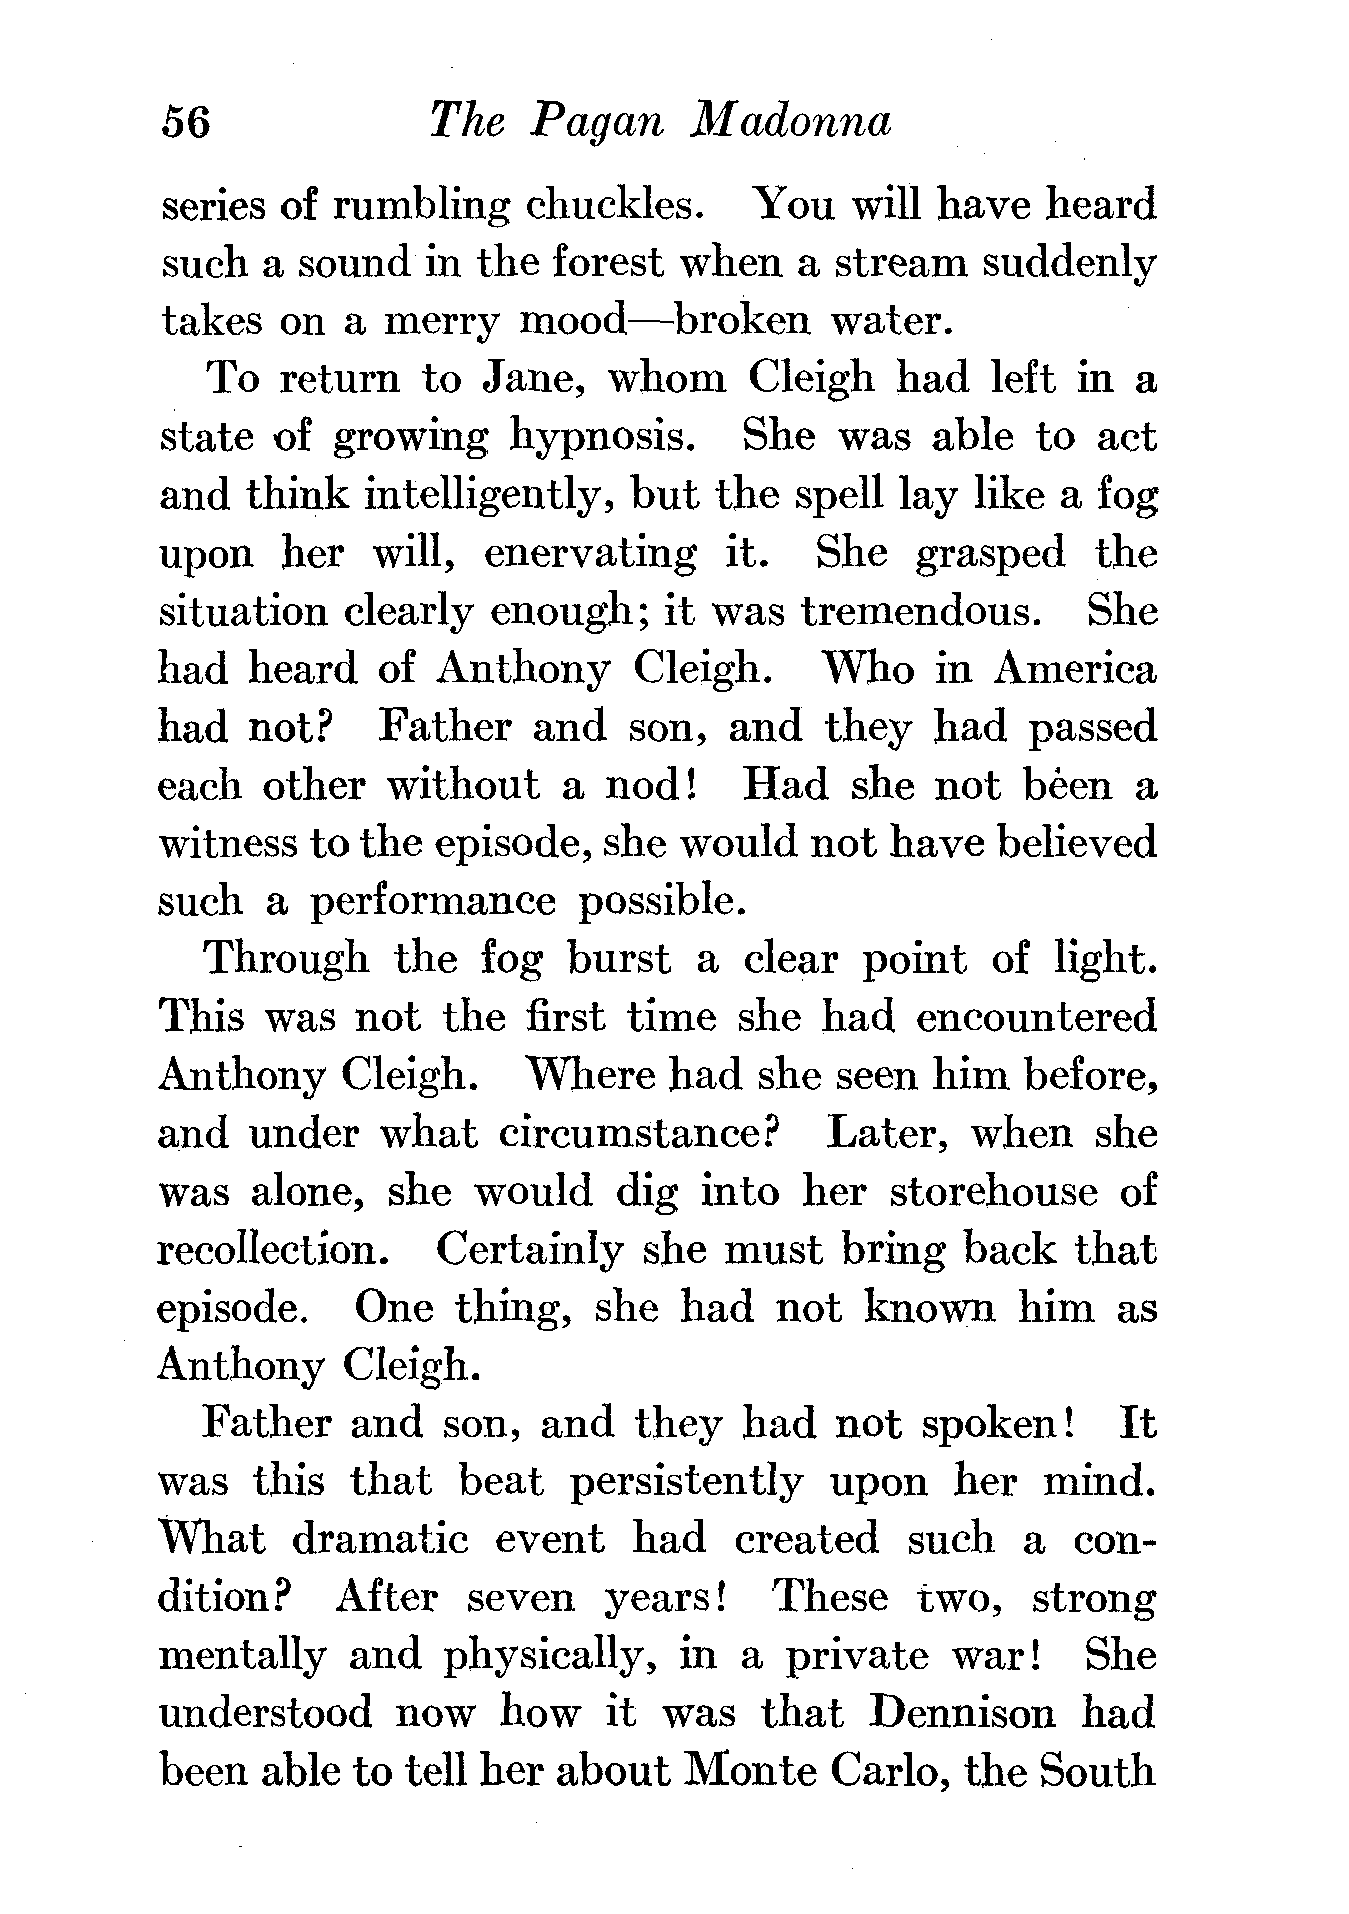 56 The Pagan Madonna
series of rumbling chuckles. You will have heard
such a sound in the forest when a stream suddenly
takes on a merry mood—broken water.
To return to Jane, whom Cleigh had left in a
state of growing hypnosis. She was able to act
and think intelligently, but the spell lay like a fog
upon her will, enervating it. She grasped the
situation clearly enough; it was tremendous. She
had heard of Anthony Cleigh. Who in America
had not? Father and son, and they had passed
each other without a nod! Had she not been a
witness to the episode, she would not have believed
such a performance possible.
Through the fog burst a clear point of light.
This was not the first time she had encountered
Anthony Cleigh. Where had she seen him before,
and under what circumstance? Later, when she
was alone, she would dig into her storehouse of
recollection. Certainly she must bring back that
episode. One thing, she had not known him as
Anthony Cleigh.
Father and son, and they had not spoken! It
was this that beat persistently upon her mind.
What dramatic event had created such a con-
dition? After seven years! These two, strong
mentally and physically, in a private war! She
understood now how it was that Dennison had
been able to tell her about Monte Carlo, the South